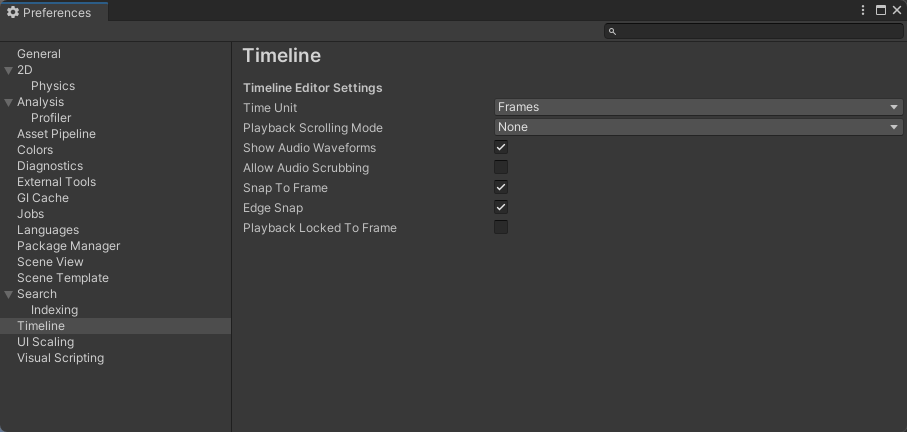 Preferences
General
2D
Physics
Analysis
Profiler
Asset Pipeline
Colors
Diagnostics
External Tools
GI Cache
Jobs
Languages
Package Manager
Scene View
Scene Template
Search
Indexing
Timeline
UI Scaling
Visual Scripting
Timeline
Timeline Editor Settings
Time Unit Frames
Playback Scrolling Mode None
Show Audio Waveforms
Allow Audio Scrubbing
Snap To Frame
Edge Snap
Playback Locked To Frame